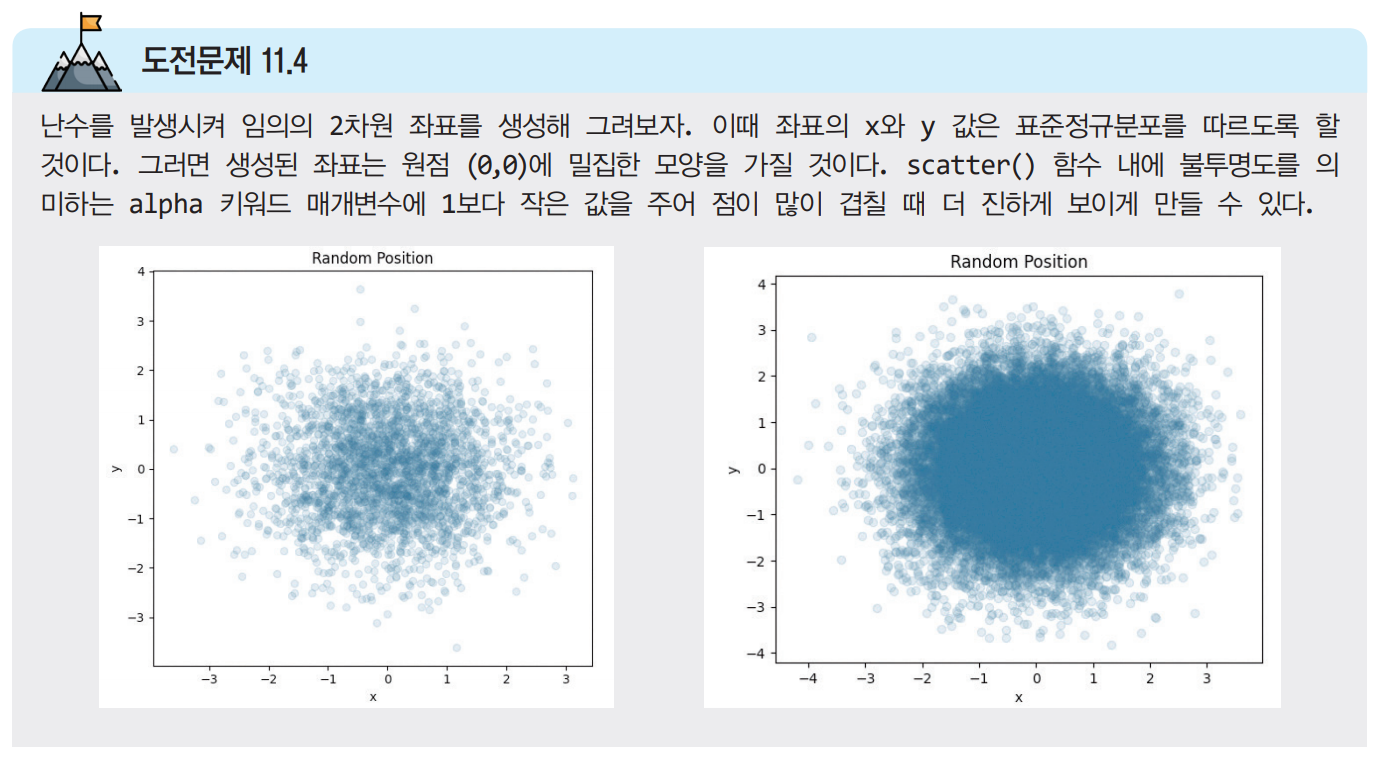 도전문제 11.4
난수를 발생시켜 임의의 2차원 좌표를 생성해 그려보자. 이때 좌표의 x와 y 값은 표준정규분포를 따르도록 할
것이다. 그러면 생성된 좌표는 원점 (0,0)에 밀집한 모양을 가질 것이다. scatter() 함수 내에 불투명도를 의
미하는 alpha 키워드 매개변수에 1보다 작은 값을 주어 점이 많이 겹칠 때 더 진하게 보이게 만들 수 있다.
Random Position
4
3
2
1
0
−1
−2
−3
y
−3 −2 −1 0 1 2 3
x
Random Position
4
3
2
1
0
−1
−2
−3
−4
y
−4 −3 −2 −1 0 1 2 3
x